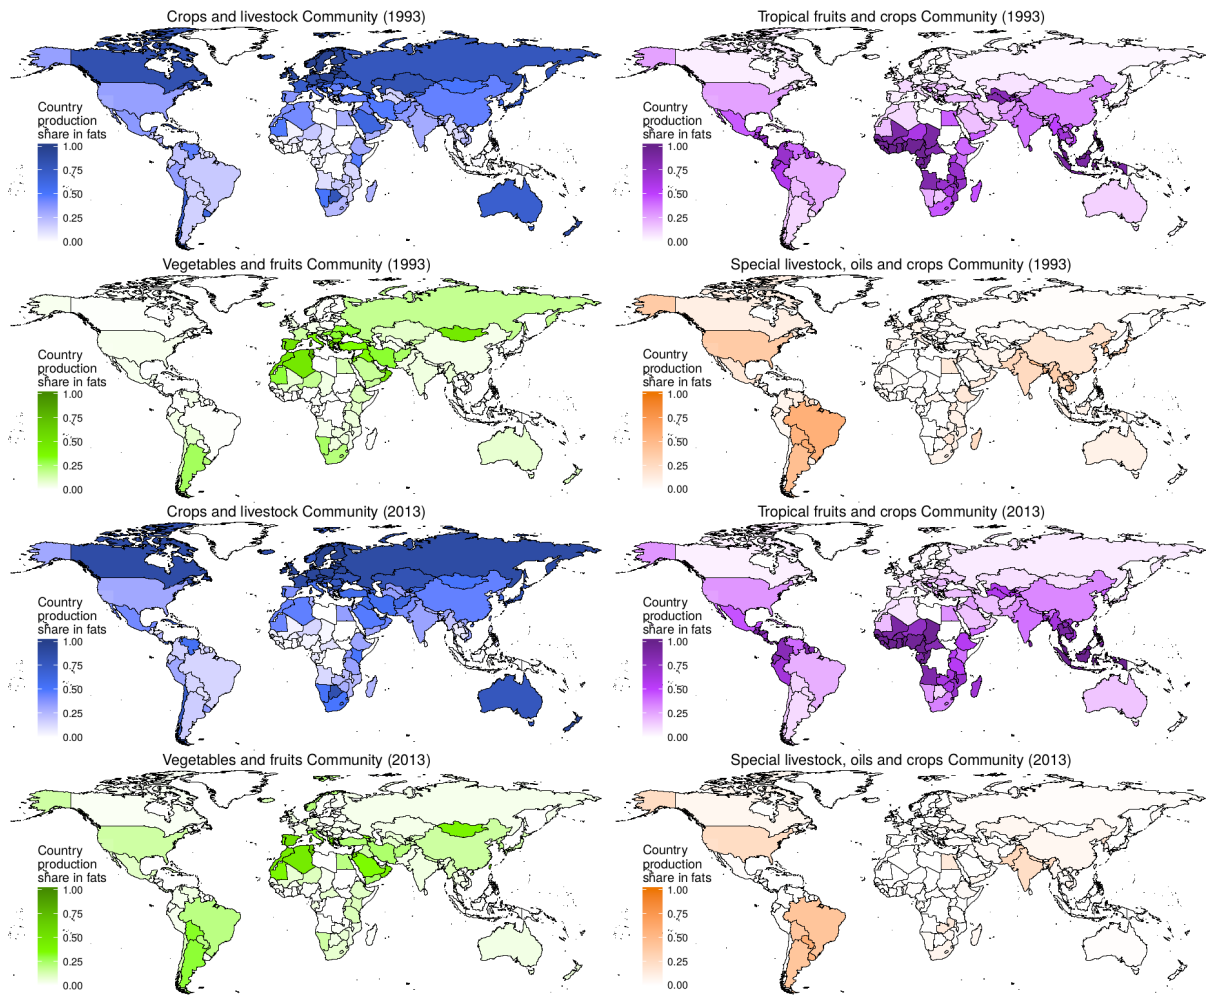 Crops and livestock Community (1993)
Country
production
share in fats
1.00
0.75
0.50
0.25
0.00
Tropical fruits and crops Community (1993)
Country
production
share in fats
1.00
0.75
0.50
0.25
0.00
Vegetables and fruits Community (1993)
Country
production
share in fats
1.00
0.75
0.50
0.25
0.00
Special livestock, oils and crops Community (1993)
Country
production
share in fats
1.00
0.75
0.50
0.25
0.00
Crops and livestock Community (2013)
Country
production
share in fats
1.00
0.75
0.50
0.25
0.00
Tropical fruits and crops Community (2013)
Country
production
share in fats
1.00
0.75
0.50
0.25
0.00
Vegetables and fruits Community (2013)
Country
production
share in fats
1.00
0.75
0.50
0.25
0.00
Special livestock, oils and crops Community (2013)
Country
production
share in fats
1.00
0.75
0.50
0.25
0.00